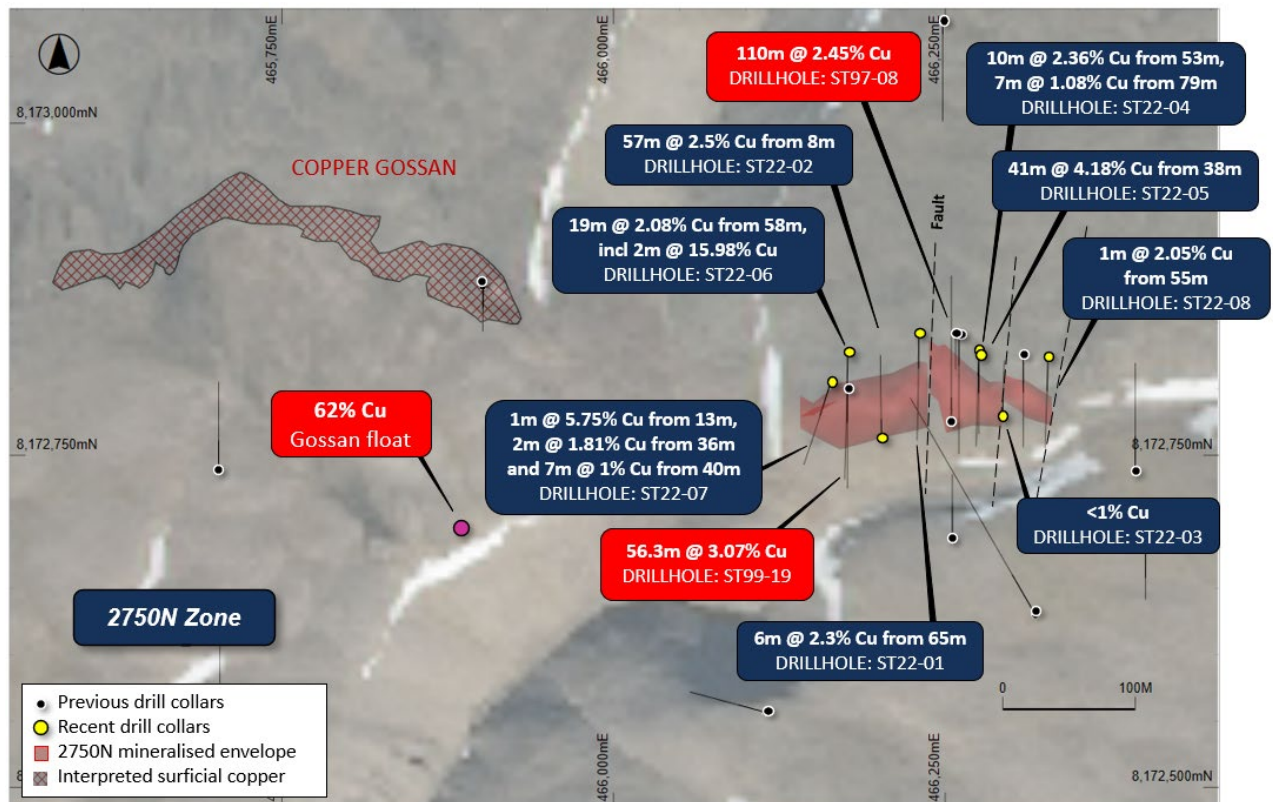 465,750mE
466,000mE
466,250mE
8,173,000mN
COPPER GOSSAN
110m @ 2.45% Cu
DRILLHOLE: ST97-08
10m @ 2.36% Cu from 53m,
7m @ 1.08% Cu from 79m
DRILLHOLE: ST22-04
57m @ 2.5% Cu from 8m
DRILLHOLE: ST22-02
41m @ 4.18% Cu from 38m
DRILLHOLE: ST22-05
Fault
19m @ 2.08% Cu from 58m,
incl 2m @ 15.98% Cu
DRILLHOLE: ST22-06
1m @ 2.05% Cu
from 55m
DRILLHOLE: ST22-08
62% Cu
Gossan float
1m @ 5.75% Cu from 13m,
2m @ 1.81% Cu from 36m
and 7m @ 1% Cu from 40m
DRILLHOLE: ST22-07
8,172,750mN
8,172,750mN
<1% Cu
DRILLHOLE: ST22-03
56.3m @ 3.07% Cu
DRILLHOLE: ST99-19
2750N Zone
6m @ 2.3% Cu from 65m
DRILLHOLE: ST22-01
Previous drill collars
Recent drill collars
2750N mineralised envelope
Interpreted surficial copper
0
100M
466,000mE
466,250mE
8,172,500mN